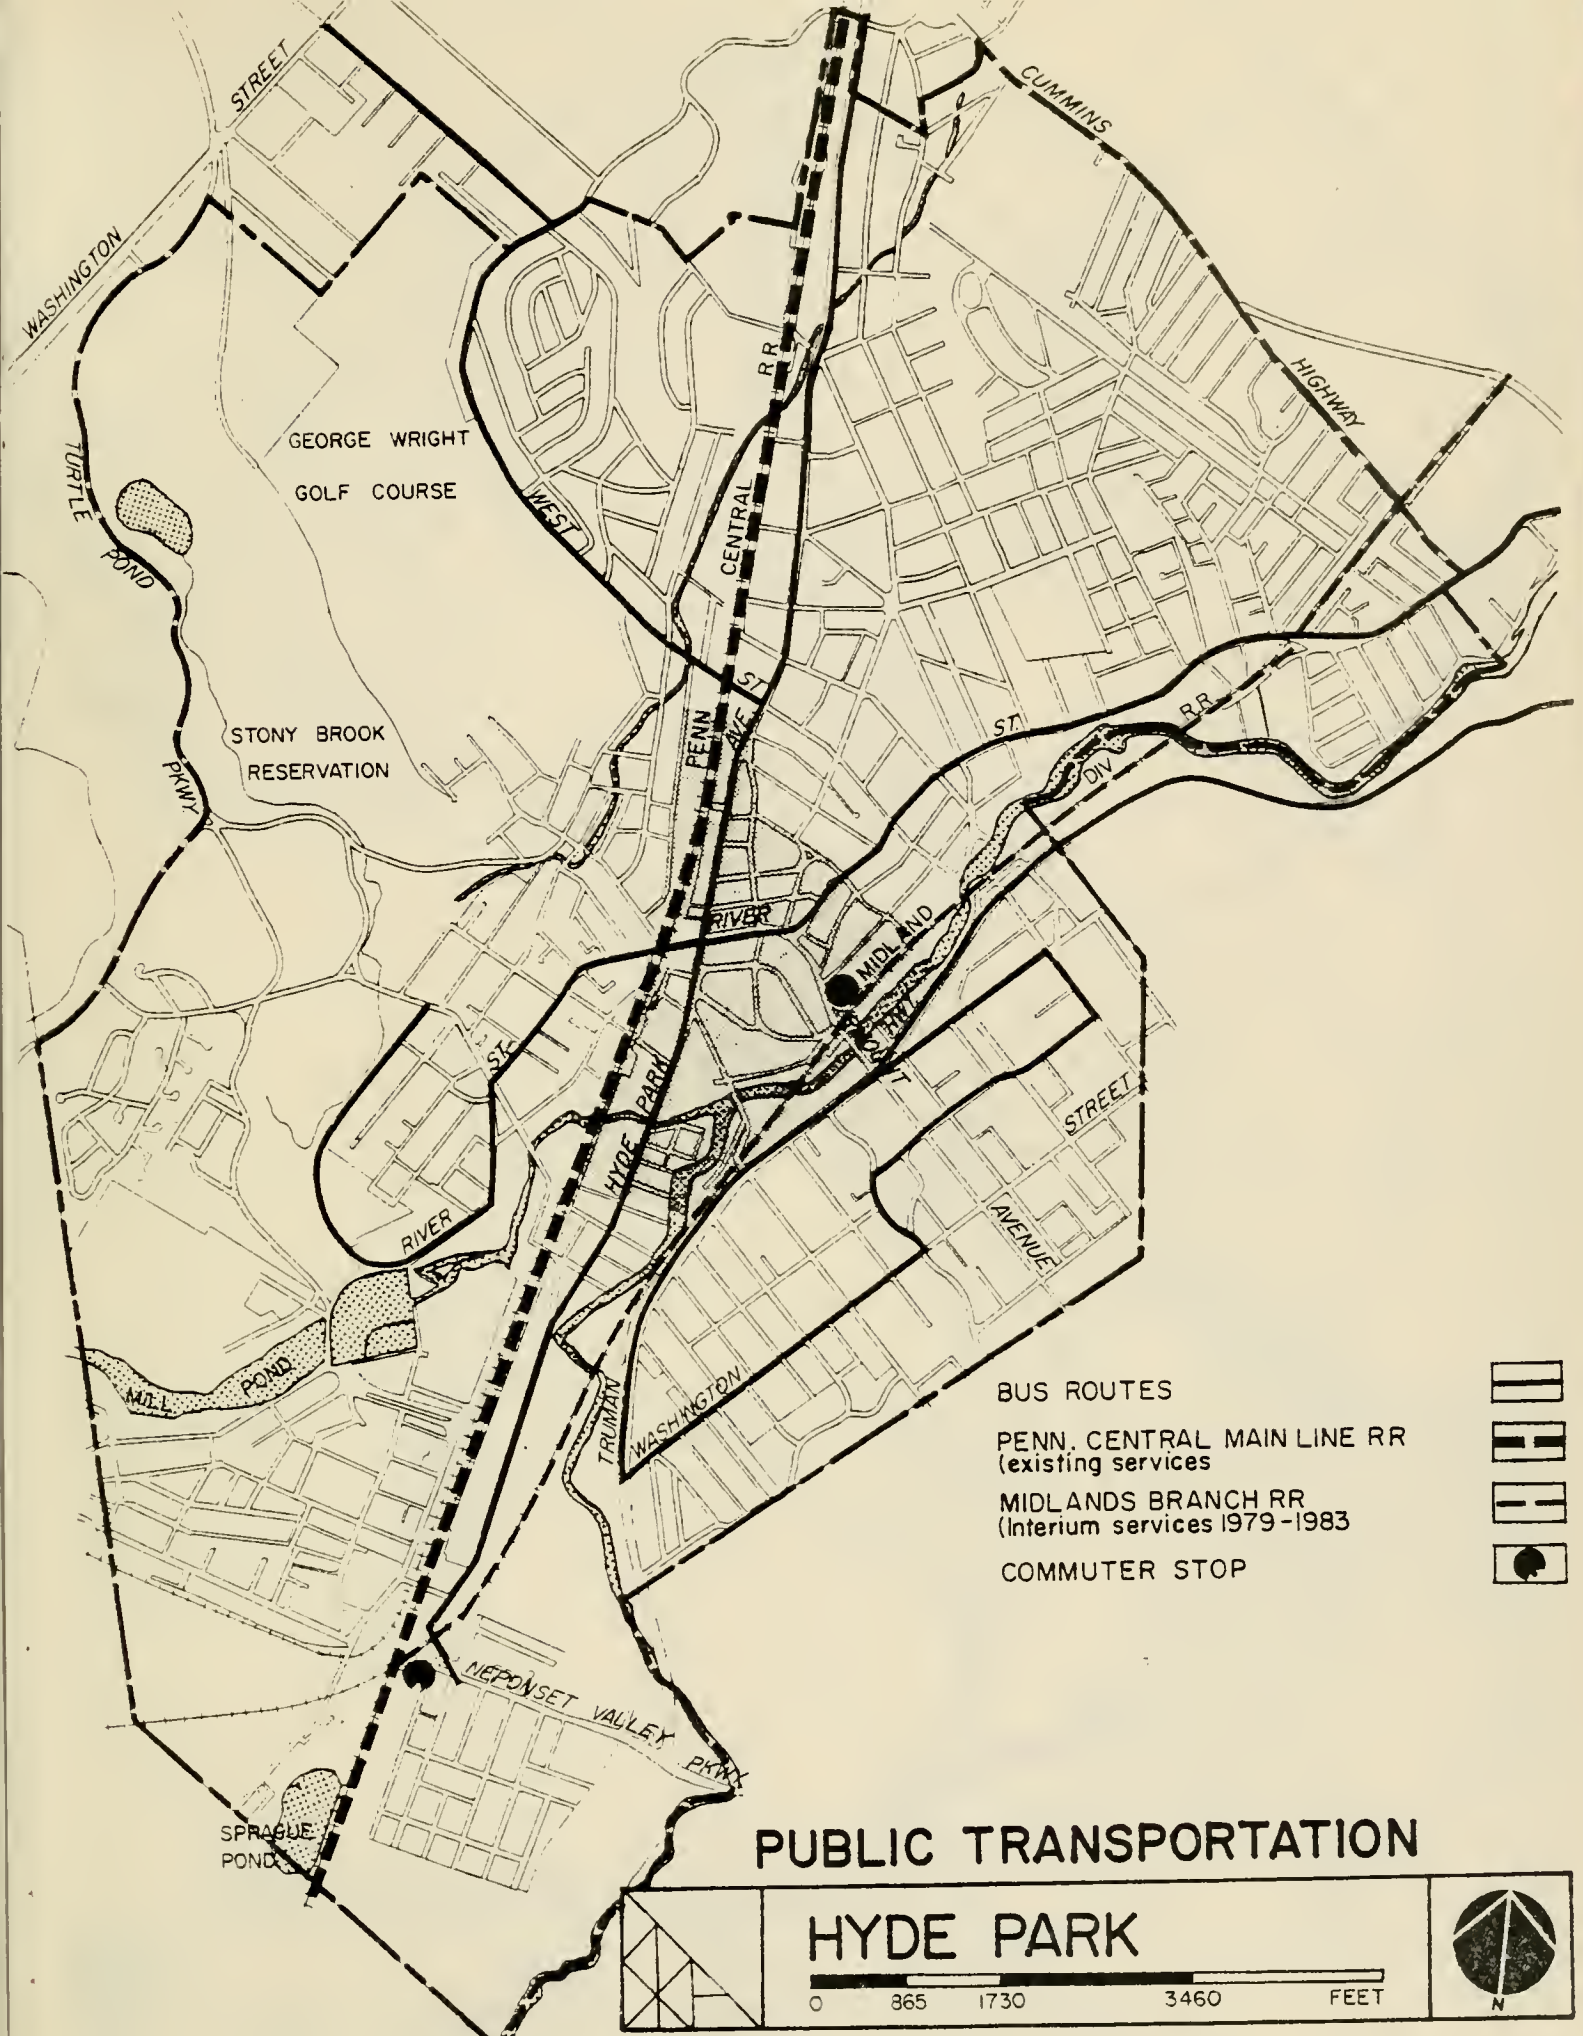 STREET
WASHINGTON
CUMMINS
HIGHWAY
TURTLE
POND
PKWY
GEORGE WRIGHT
GOLF COURSE
WEST
ST
PENN
CENTRAL
RR
AVE
STONY BROOK
RESERVATION
ST
RR
DIV
MIDLAND
RIVER
ST
HYDE
PARK
RIVER
STREET
AVENUE
MILL
POND
TRUMAN
WASHINGTON
NEPONSET VALLEY PKWY
SPRAGUE
POND
BUS ROUTES
PENN. CENTRAL MAIN LINE RR
(existing services
MIDLANDS BRANCH RR
(Interium services 1979-1983
COMMUTER STOP
PUBLIC TRANSPORTATION
HYDE PARK
0 865 1730 3460 FEET
N